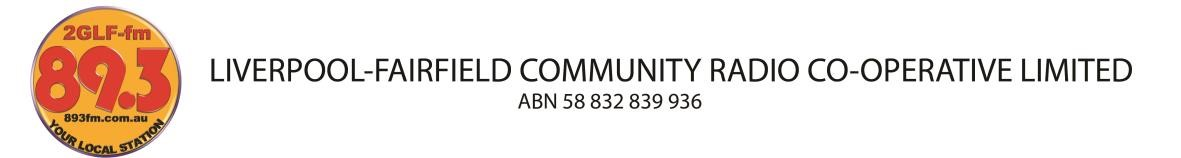 2GLF-fm
89.3
893fm.com.au
YOUR LOCAL STATION
LIVERPOOL-FAIRFIELD COMMUNITY RADIO CO-OPERATIVE LIMITED
ABN 58 832 839 936